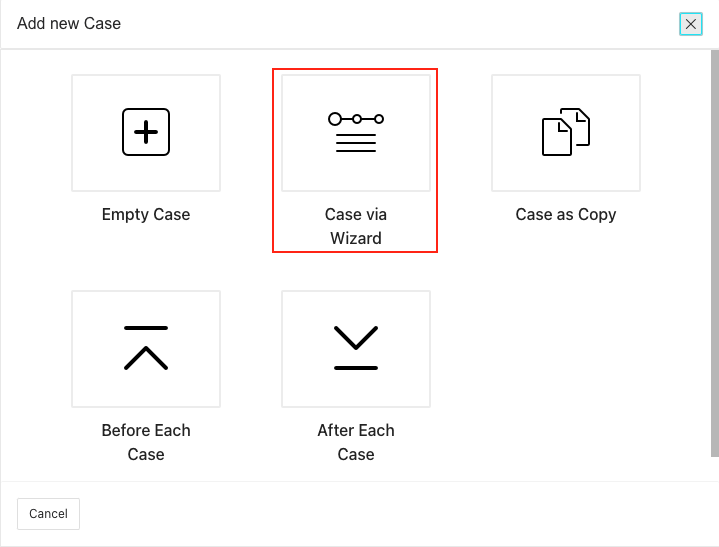 Add new Case
Empty Case
Case via
Wizard
Case as Copy
Before Each
Case
After Each
Case
Cancel